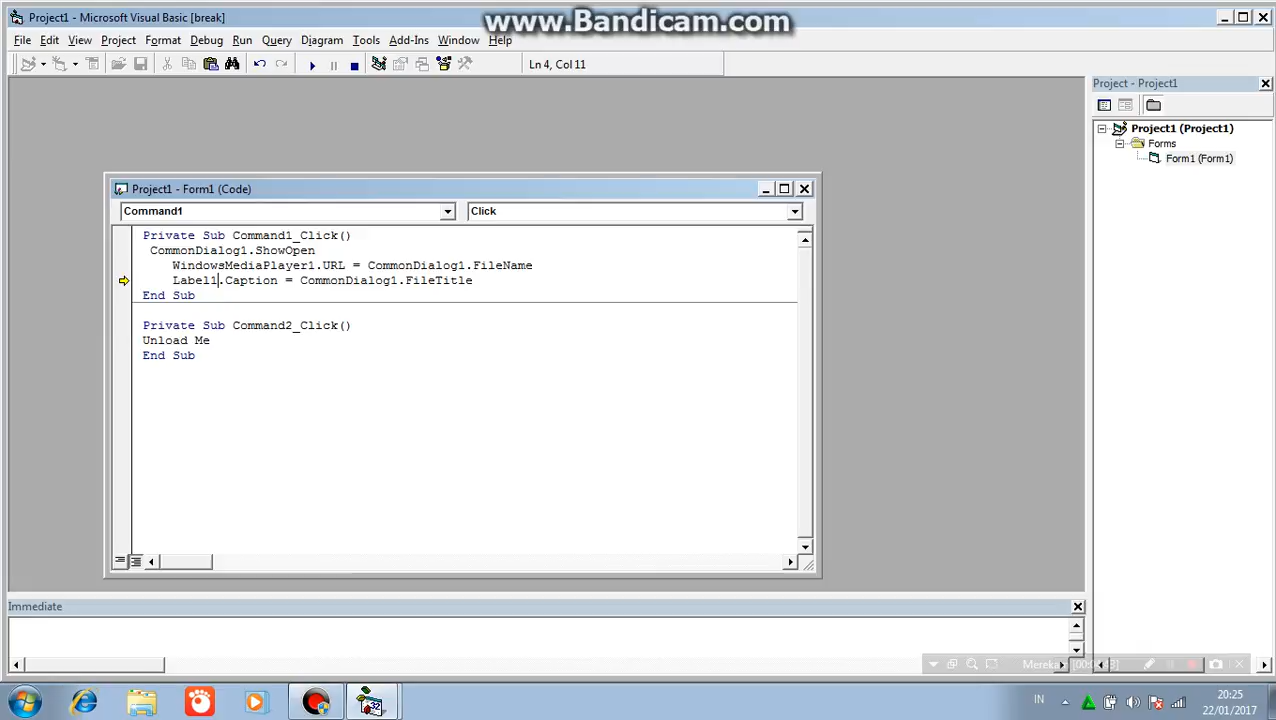 Project1 - Microsoft Visual Basic [break]
www.Bandicam.com
File Edit View Project Format Debug Run Query Diagram Tools Add-Ins Window Help
Ln 4, Col 11
Project - Project1
Project1 (Project1)
Forms
Form1 (Form1)
Project1 - Form1 (Code)
Command1 Click
Private Sub Command1_Click()
CommonDialog1.ShowOpen
WindowsMediaPlayer1.URL = CommonDialog1.FileName
Label1.Caption = CommonDialog1.FileTitle
End Sub
Private Sub Command2_Click()
Unload Me
End Sub
Immediate
IN
20:25
22/01/2017